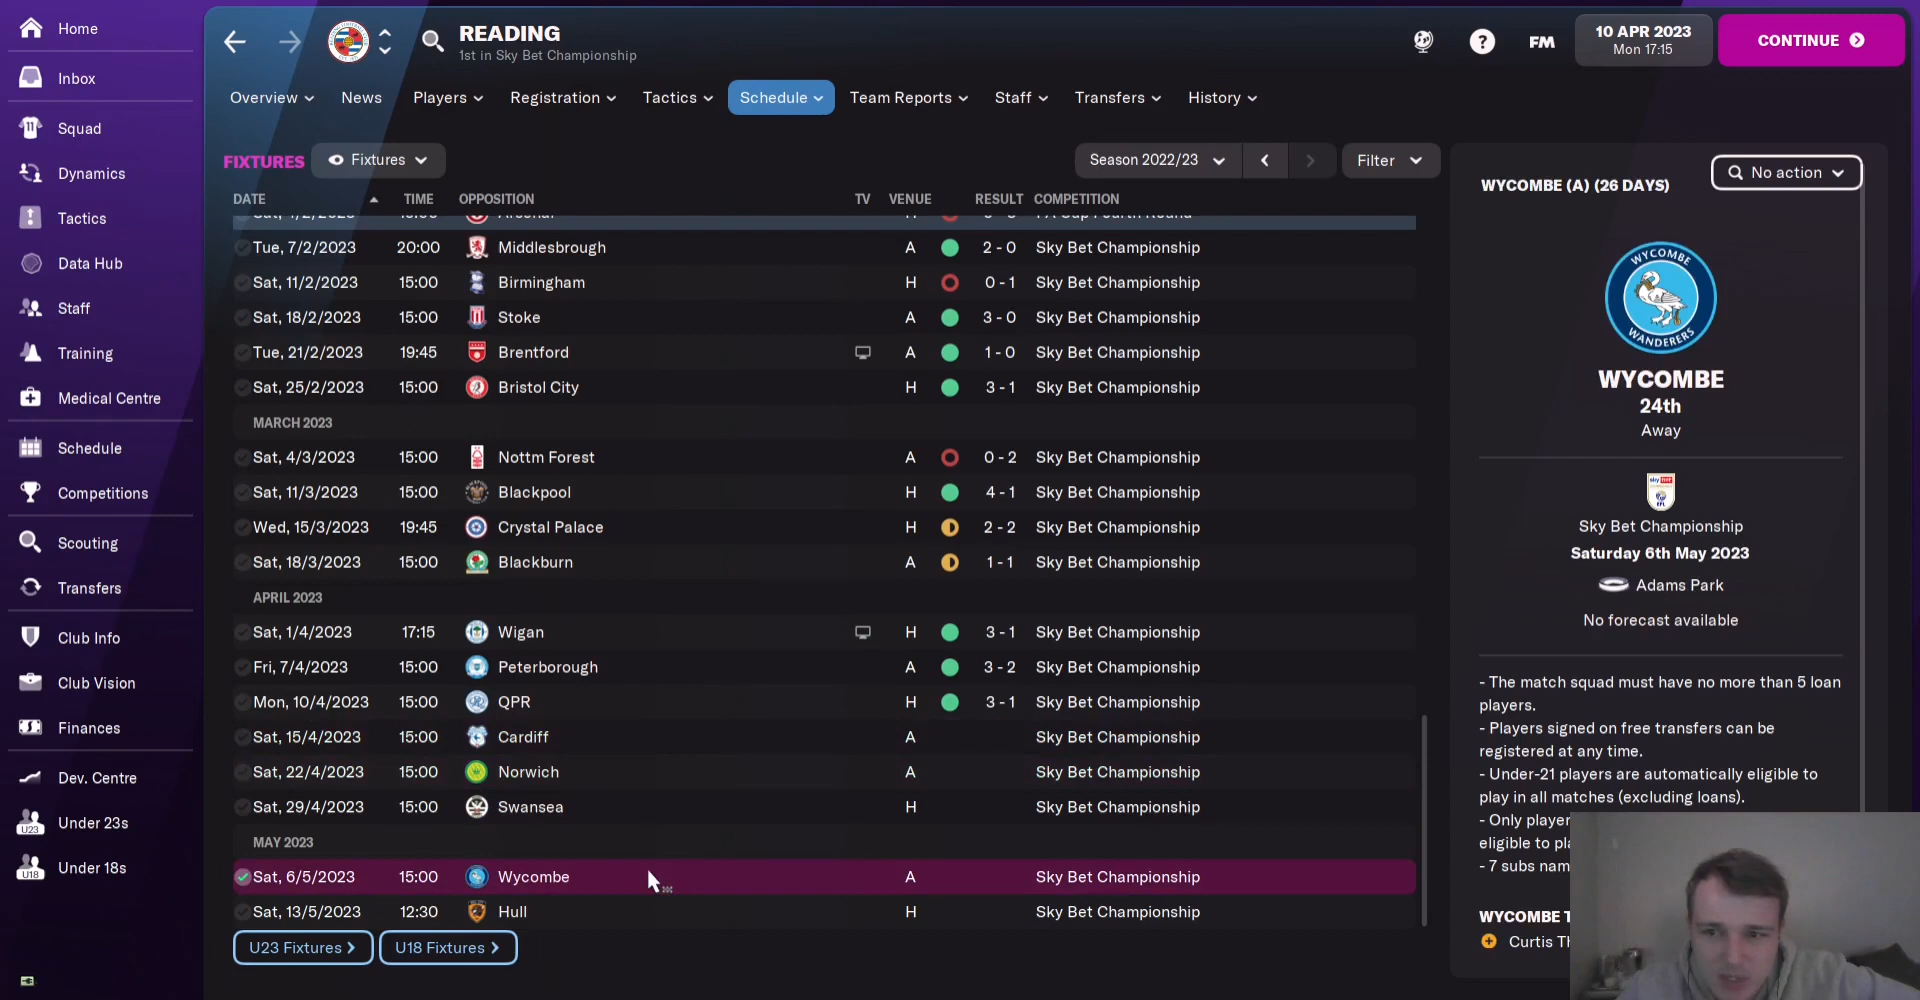 Home
Inbox
Squad
Dynamics
Tactics
Data Hub
Staff
Training
Medical Centre
Schedule
Competitions
Scouting
Transfers
Club Info
Club Vision
Finances
Dev. Centre
U23 Under 23s
U18 Under 18s
READING
1st in Sky Bet Championship
FM
10 APR 2023
Mon 17:15
CONTINUE
Overview News Players Registration Tactics Schedule Team Reports Staff Transfers History
FIXTURES Fixtures Season 2022/23 Filter
DATE TIME OPPOSITION TV VENUE RESULT COMPETITION
Tue, 7/2/2023 20:00 Middlesbrough A 2 - 0 Sky Bet Championship
Sat, 11/2/2023 15:00 Birmingham H 0 - 1 Sky Bet Championship
Sat, 18/2/2023 15:00 Stoke A 3 - 0 Sky Bet Championship
Tue, 21/2/2023 19:45 Brentford A 1 - 0 Sky Bet Championship
Sat, 25/2/2023 15:00 Bristol City H 3 - 1 Sky Bet Championship
MARCH 2023
Sat, 4/3/2023 15:00 Nottm Forest A 0 - 2 Sky Bet Championship
Sat, 11/3/2023 15:00 Blackpool H 4 - 1 Sky Bet Championship
Wed, 15/3/2023 19:45 Crystal Palace H 2 - 2 Sky Bet Championship
Sat, 18/3/2023 15:00 Blackburn A 1 - 1 Sky Bet Championship
APRIL 2023
Sat, 1/4/2023 17:15 Wigan H 3 - 1 Sky Bet Championship
Fri, 7/4/2023 15:00 Peterborough A 3 - 2 Sky Bet Championship
Mon, 10/4/2023 15:00 QPR H 3 - 1 Sky Bet Championship
Sat, 15/4/2023 15:00 Cardiff A Sky Bet Championship
Sat, 22/4/2023 15:00 Norwich A Sky Bet Championship
Sat, 29/4/2023 15:00 Swansea H Sky Bet Championship
MAY 2023
Sat, 6/5/2023 15:00 Wycombe A Sky Bet Championship
Sat, 13/5/2023 12:30 Hull H Sky Bet Championship
U23 Fixtures U18 Fixtures
WYCOMBE (A) (26 DAYS) No action
WYCOMBE
WANDERERS
WYCOMBE
24th
Away
Sky Bet Championship
Saturday 6th May 2023
Adams Park
No forecast available
- The match squad must have no more than 5 loan
players.
- Players signed on free transfers can be
registered at any time.
- Under-21 players are automatically eligible to
play in all matches (excluding loans).
- Only player
eligible to pl
- 7 subs nam
WYCOMBE T
Curtis Th